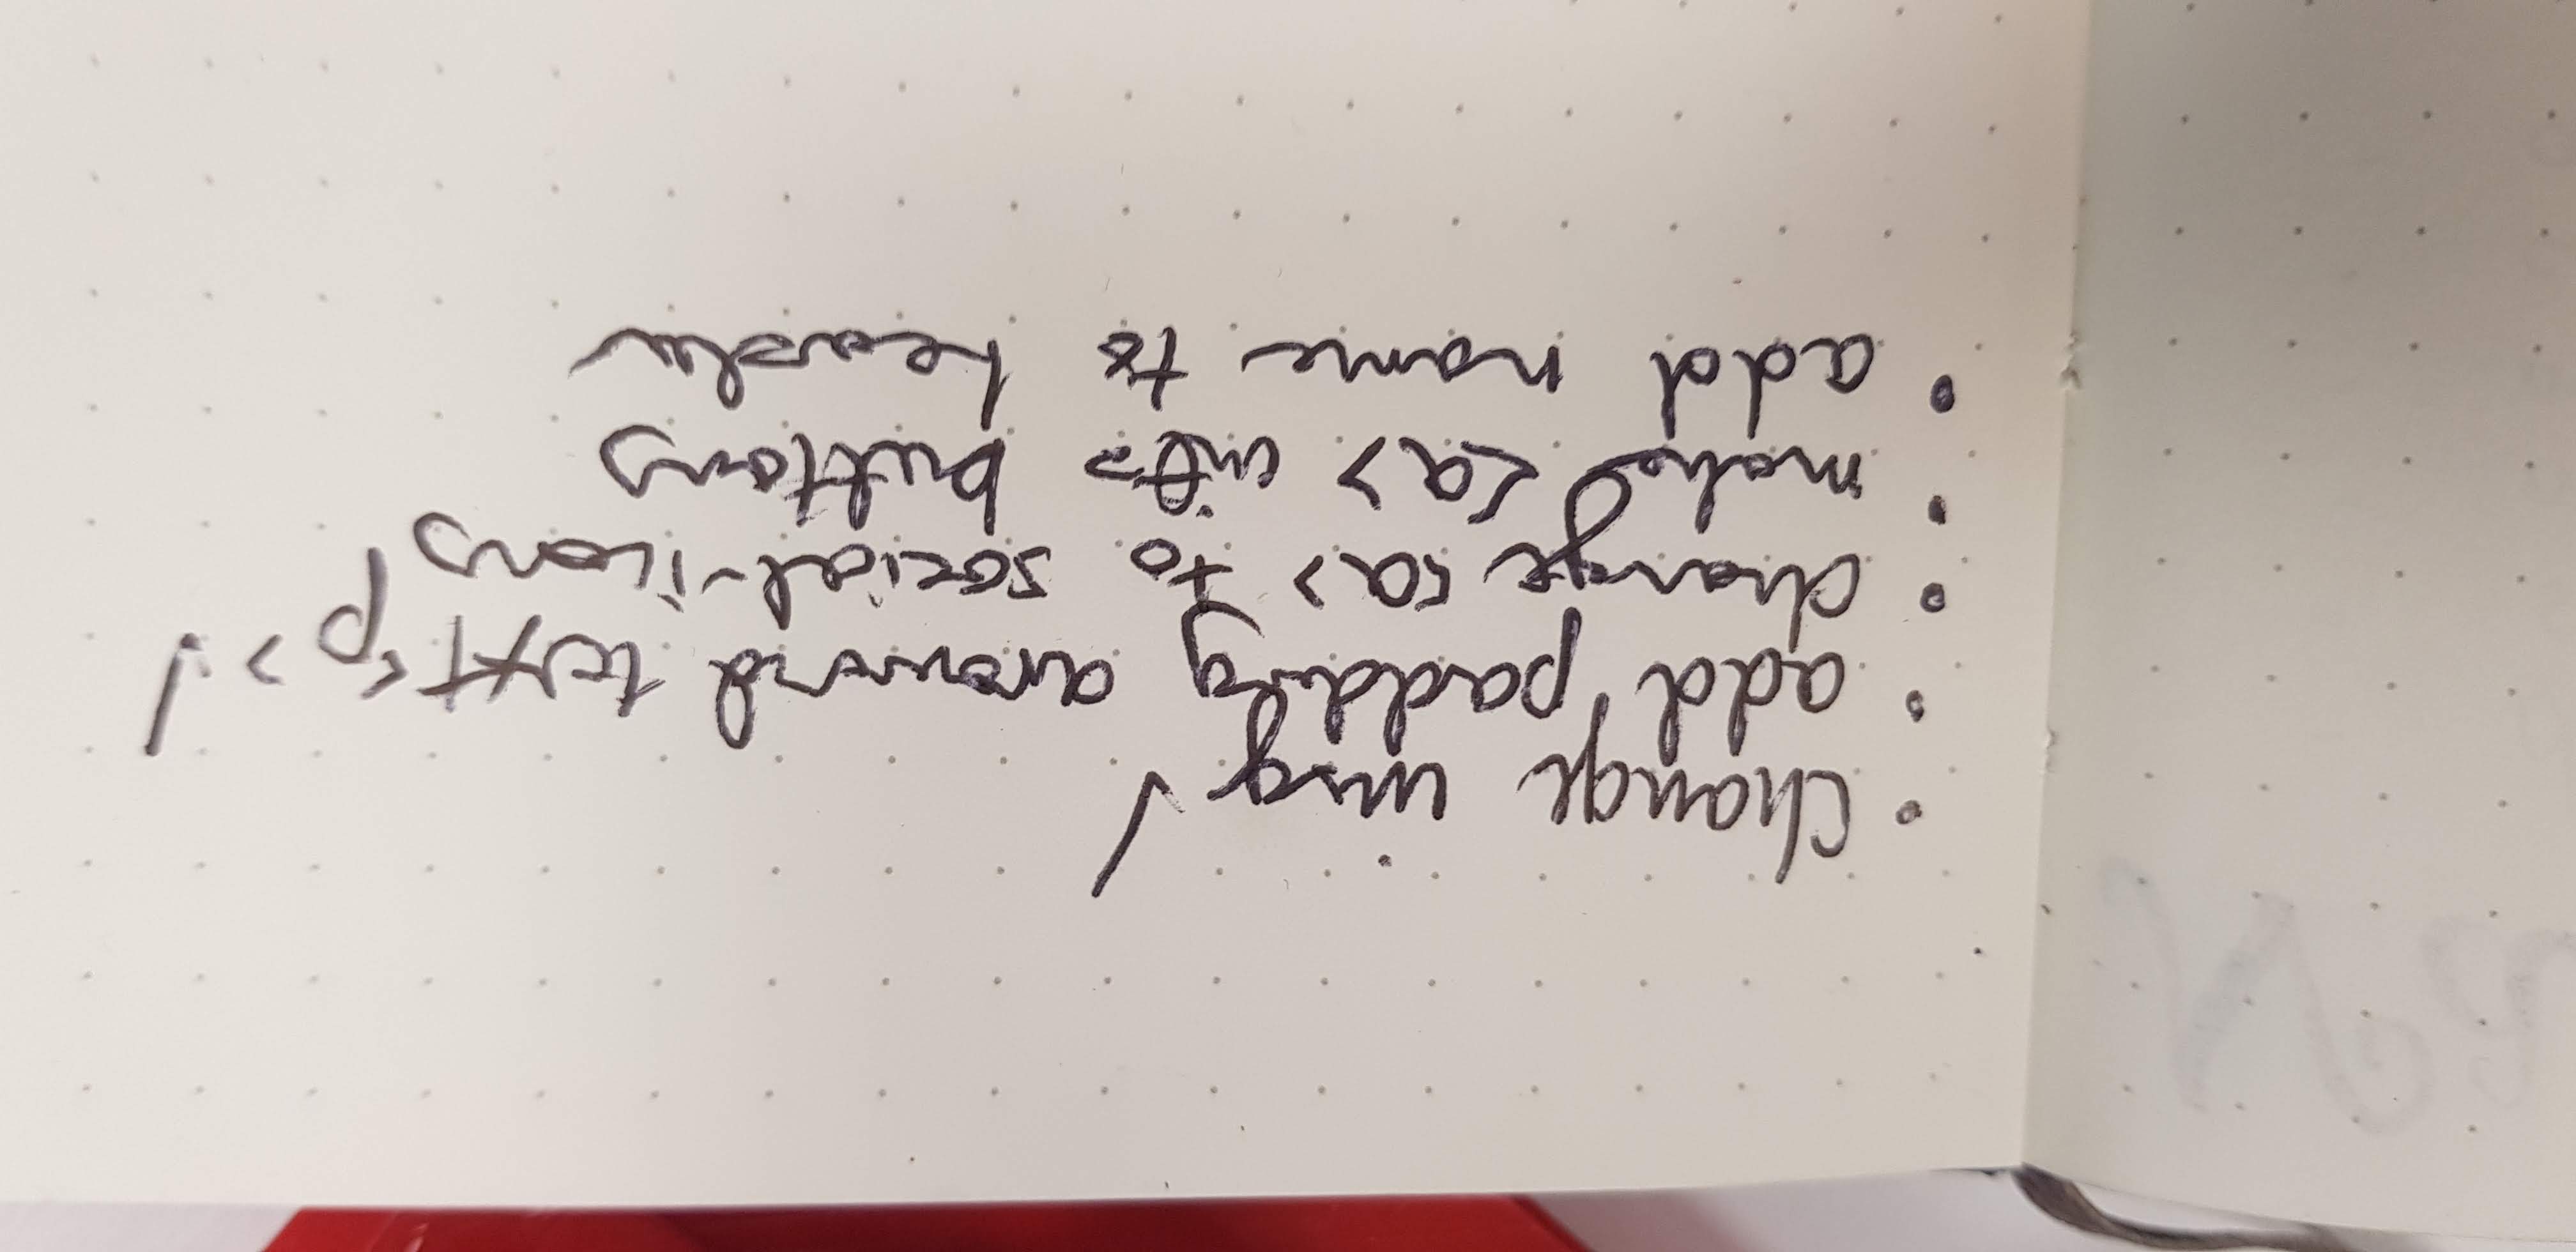 • Change img ✓
• add padding around text <p> ✓
• change <a> to social-icons
• make <a> into buttons
• add name to header